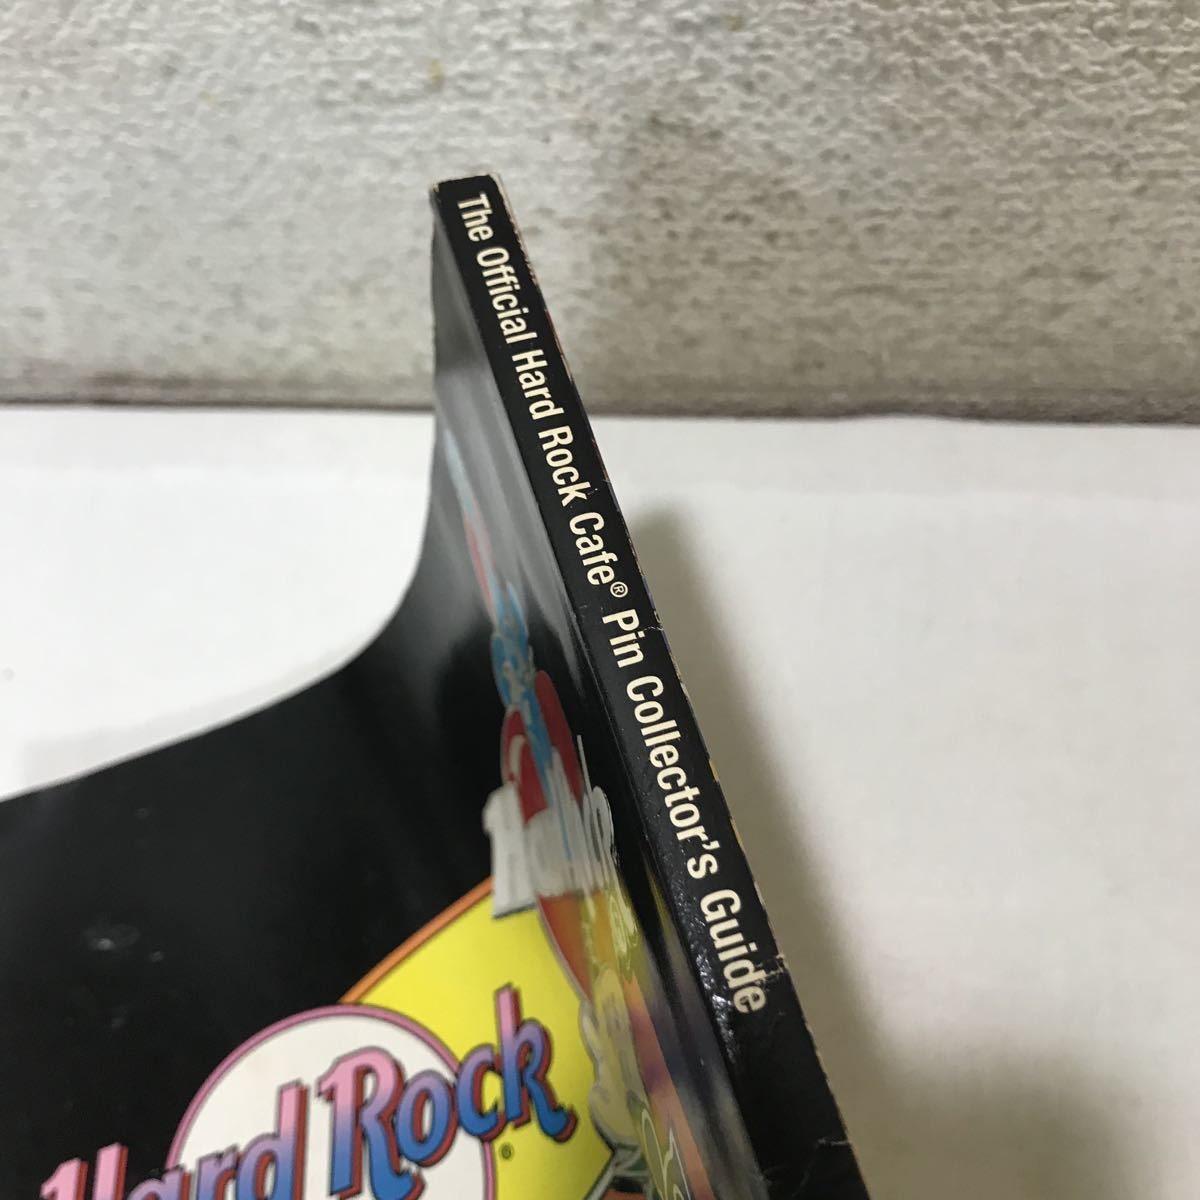 The Official Hard Rock Cafe® Pin Collector's Guide
Hard Rock
®